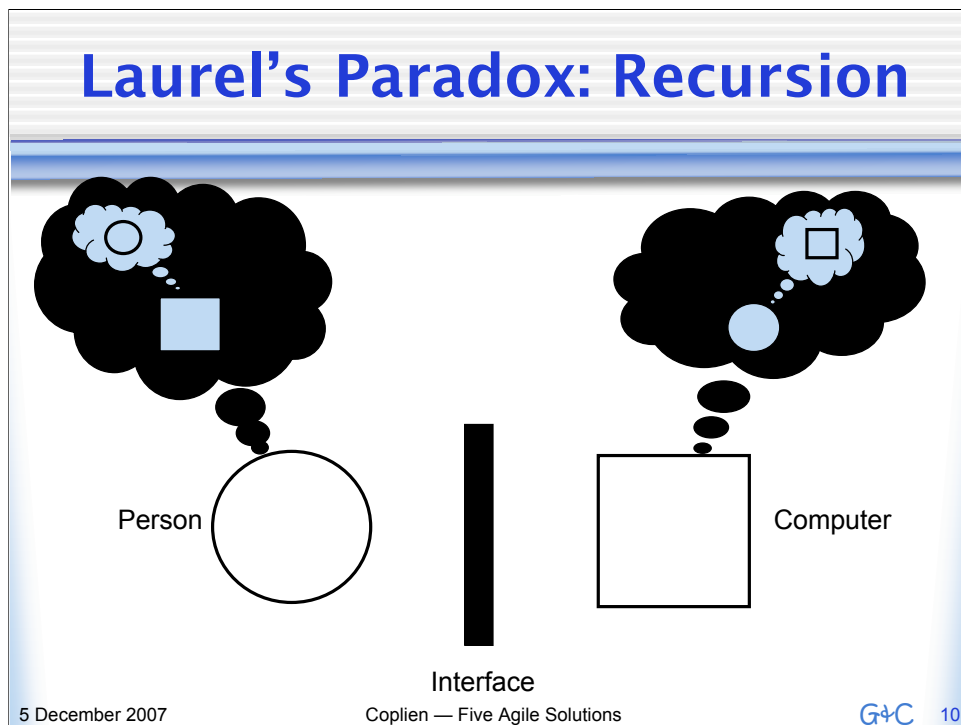 Laurel's Paradox: Recursion
Person
Computer
Interface
5 December 2007
Coplien — Five Agile Solutions
G&C
10